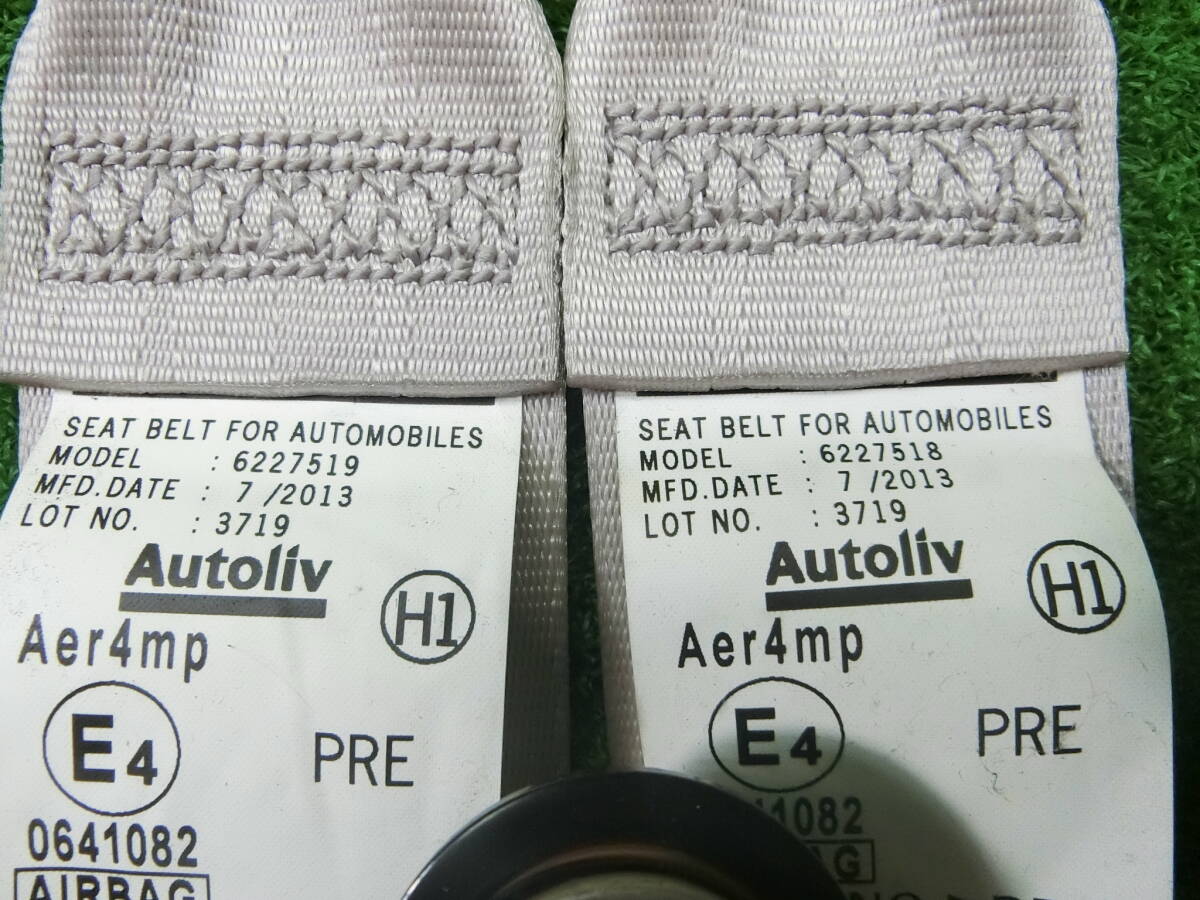 SEAT BELT FOR AUTOMOBILES
MODEL : 6227519
MFD.DATE : 7 /2013
LOT NO. : 3719
Autoliv
H1
Aer4mp
E4
PRE
0641082
AIRBAG
SEAT BELT FOR AUTOMOBILES
MODEL : 6227518
MFD.DATE : 7 /2013
LOT NO. : 3719
Autoliv
H1
Aer4mp
E4
PRE
1082
AG